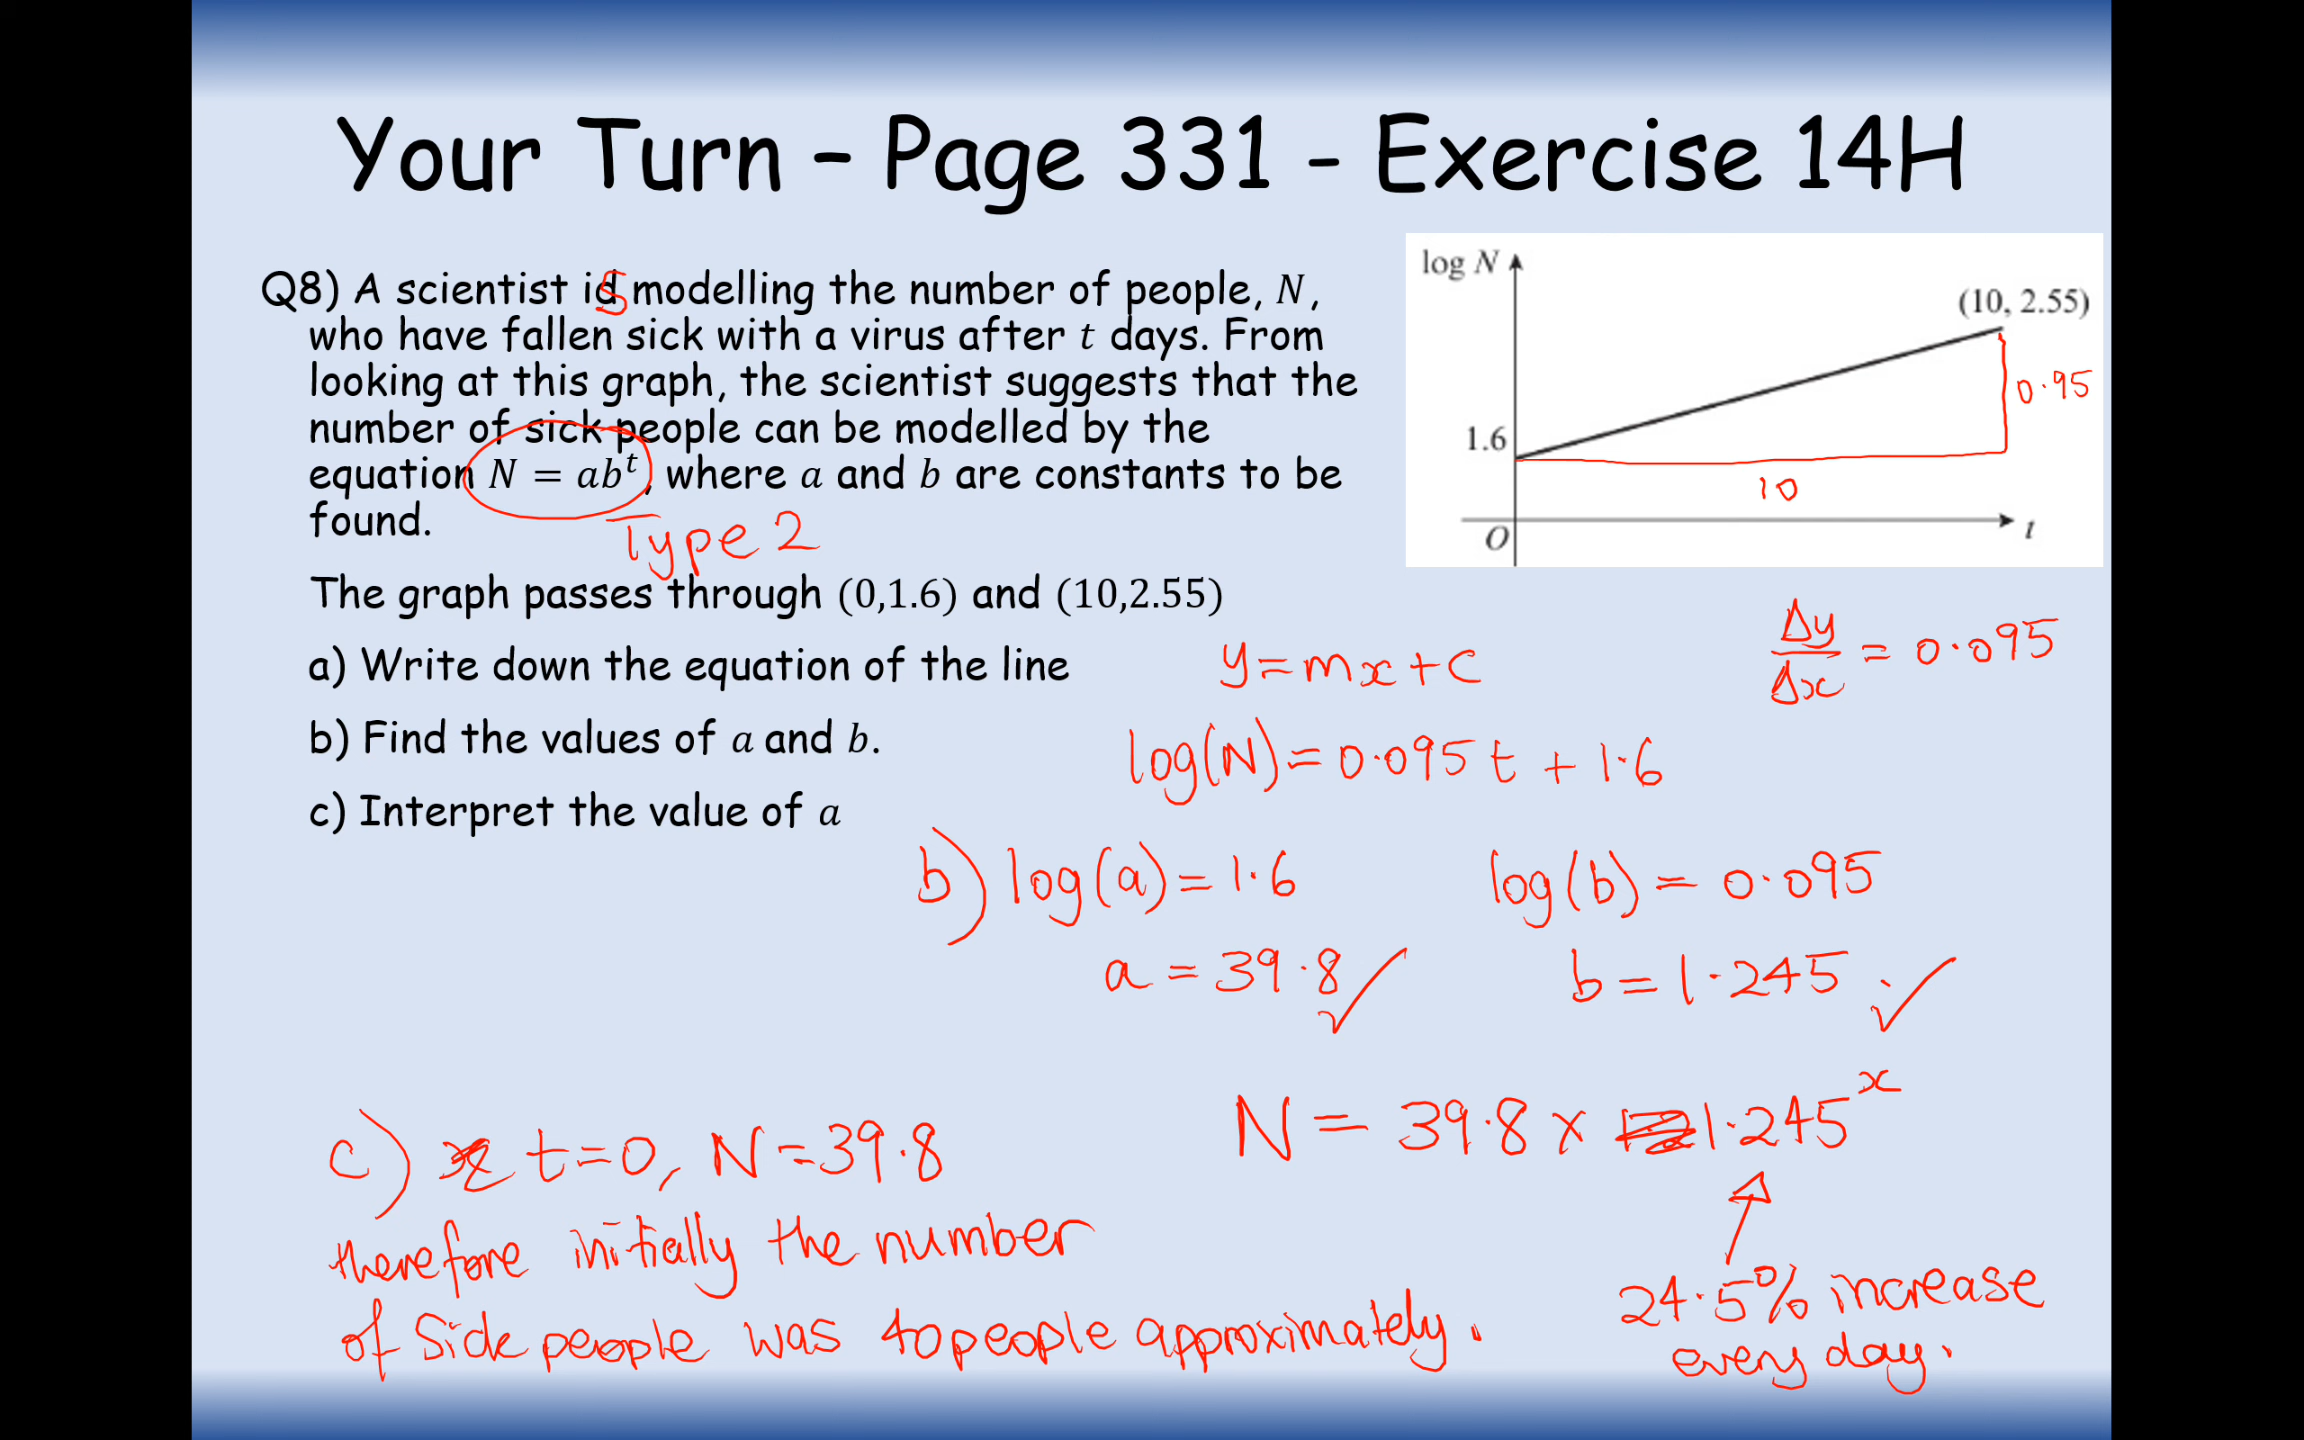 Your Turn – Page 331 - Exercise 14H
Q8) A scientist is modelling the number of people, N,
who have fallen sick with a virus after t days. From
looking at this graph, the scientist suggests that the
number of sick people can be modelled by the
equation N = ab^t, where a and b are constants to be
found.
Type 2
The graph passes through (0,1.6) and (10,2.55)
a) Write down the equation of the line
b) Find the values of a and b.
c) Interpret the value of a
log N
(10, 2.55)
0.95
1.6
10
O
t
Δy/Δx = 0.095
y=mx+c
log(N)=0.095t + 1.6
b) log(a)=1.6
log(b)=0.095
a = 39.8 ✓
b = 1.245 ✓
N = 39.8 × 1.245^x
24.5% increase
every day.
c) t=0, N=39.8
therefore initially the number
of sick people was 40 people approximately.